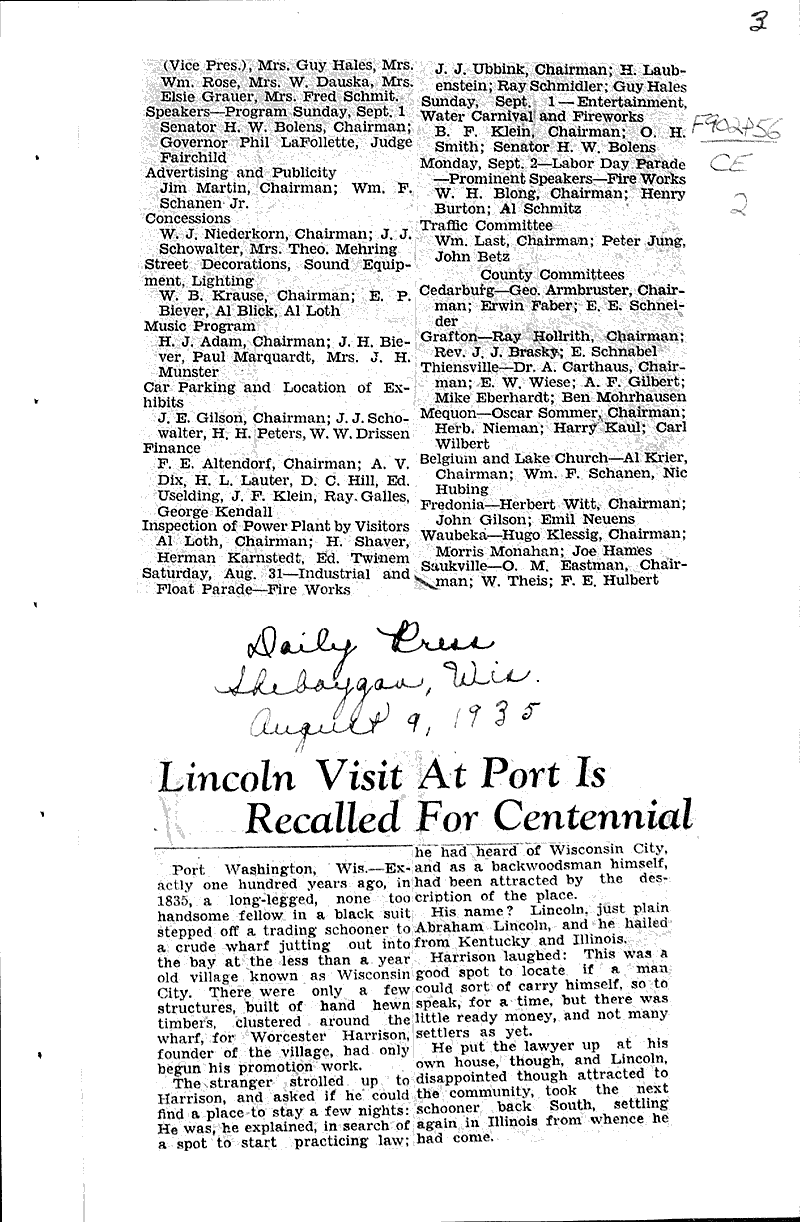 3
(Vice Pres.), Mrs. Guy Hales, Mrs.
Wm. Rose, Mrs. W. Dauska, Mrs.
Elsie Grauer, Mrs. Fred Schmit.
Speakers—Program Sunday, Sept. 1
Senator H. W. Bolens, Chairman;
Governor Phil LaFollette, Judge
Fairchild
Advertising and Publicity
Jim Martin, Chairman; Wm. F.
Schanen Jr.
Concessions
W. J. Niederkorn, Chairman; J. J.
Schowalter, Mrs. Theo. Mehring
Street Decorations, Sound Equip-
ment, Lighting
W. B. Krause, Chairman; E. P.
Biever, Al Blick, Al Loth
Music Program
H. J. Adam, Chairman; J. H. Bie-
ver, Paul Marquardt, Mrs. J. H.
Munster
Car Parking and Location of Ex-
hibits
J. E. Gilson, Chairman; J. J. Scho-
walter, H. H. Peters, W. W. Drissen
Finance
F. E. Altendorf, Chairman; A. V.
Dix, H. L. Lauter, D. C. Hill, Ed.
Uselding, J. F. Klein, Ray. Galles,
George Kendall
Inspection of Power Plant by Visitors
Al Loth, Chairman; H. Shaver,
Herman Karnstedt, Ed. Twinem
Saturday, Aug. 31—Industrial and
Float Parade—Fire Works
J. J. Ubbink, Chairman; H. Laub-
enstein; Ray Schmidler; Guy Hales
Sunday, Sept. 1—Entertainment,
Water Carnival and Fireworks
B. F. Klein, Chairman; O. H.
Smith; Senator H. W. Bolens
Monday, Sept. 2—Labor Day Parade
—Prominent Speakers—Fire Works
W. H. Blong, Chairman; Henry
Burton; Al Schmitz
Traffic Committee
Wm. Last, Chairman; Peter Jung,
John Betz
County Committees
Cedarburg—Geo. Armbruster, Chair-
man; Erwin Faber; E. E. Schnei-
der
Grafton—Ray Hollrith, Chairman;
Rev. J. J. Brasky; E. Schnabel
Thiensville—Dr. A. Carthaus, Chair-
man; E. W. Wiese; A. F. Gilbert;
Mike Eberhardt; Ben Mohrhausen
Mequon—Oscar Sommer, Chairman;
Herb. Nieman; Harry Kaul; Carl
Wilbert
Belgium and Lake Church—Al Krier,
Chairman; Wm. F. Schanen, Nic
Hubing
Fredonia—Herbert Witt, Chairman;
John Gilson; Emil Neuens
Waubeka—Hugo Klessig, Chairman;
Morris Monahan; Joe Hames
Saukville—O. M. Eastman, Chair-
man; W. Theis; F. E. Hulbert
F902P56
CE
2
Daily Press
Sheboygan, Wis.
August 9, 1935
Lincoln Visit At Port Is
Recalled For Centennial
Port Washington, Wis.—Ex-
actly one hundred years ago, in
1835, a long-legged, none too
handsome fellow in a black suit
stepped off a trading schooner to
a crude wharf jutting out into
the bay at the less than a year
old village known as Wisconsin
City. There were only a few
structures, built of hand hewn
timbers, clustered around the
wharf, for Worcester Harrison,
founder of the village, had only
begun his promotion work.
The stranger strolled up to
Harrison, and asked if he could
find a place to stay a few nights:
He was, he explained, in search of
a spot to start practicing law;
he had heard of Wisconsin City,
and as a backwoodsman himself,
had been attracted by the des-
cription of the place.
His name? Lincoln, just plain
Abraham Lincoln, and he hailed
from Kentucky and Illinois.
Harrison laughed: This was a
good spot to locate if a man
could sort of carry himself, so to
speak, for a time, but there was
little ready money, and not many
settlers as yet.
He put the lawyer up at his
own house, though, and Lincoln,
disappointed though attracted to
the community, took the next
schooner back South, settling
again in Illinois from whence he
had come.